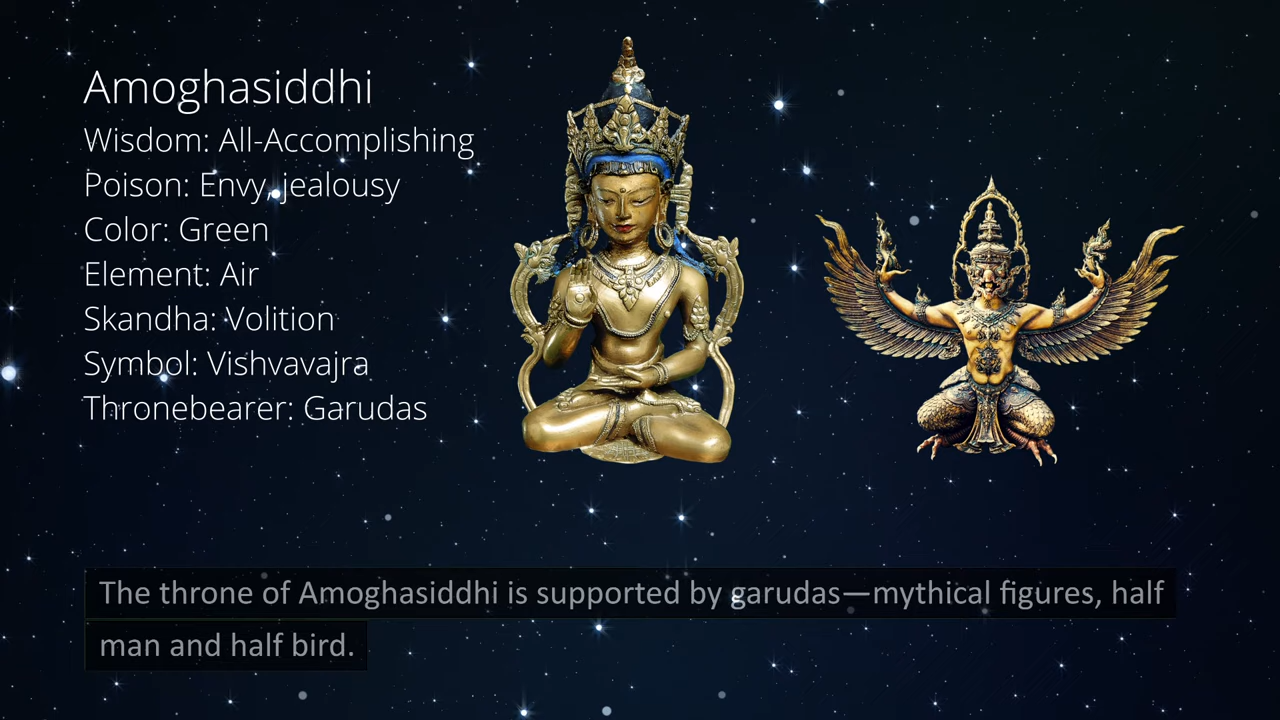 Amoghasiddhi
Wisdom: All-Accomplishing
Poison: Envy, jealousy
Color: Green
Element: Air
Skandha: Volition
Symbol: Vishvavajra
Thronebearer: Garudas
The throne of Amoghasiddhi is supported by garudas—mythical figures, half
man and half bird.